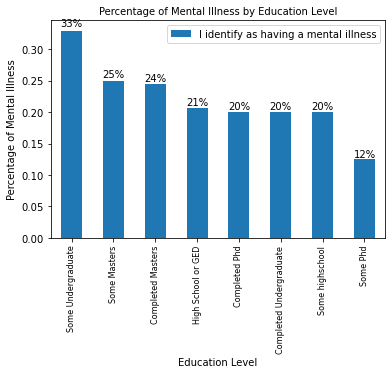 Percentage of Mental Illness by Education Level
I identify as having a mental illness
Percentage of Mental Illness
0.30
0.25
0.20
0.15
0.10
0.05
0.00
33%
25%
24%
21%
20%
20%
20%
12%
Some Undergraduate
Some Masters
Completed Masters
High School or GED
Completed Phd
Completed Undergraduate
Some highschool
Some Phd
Education Level